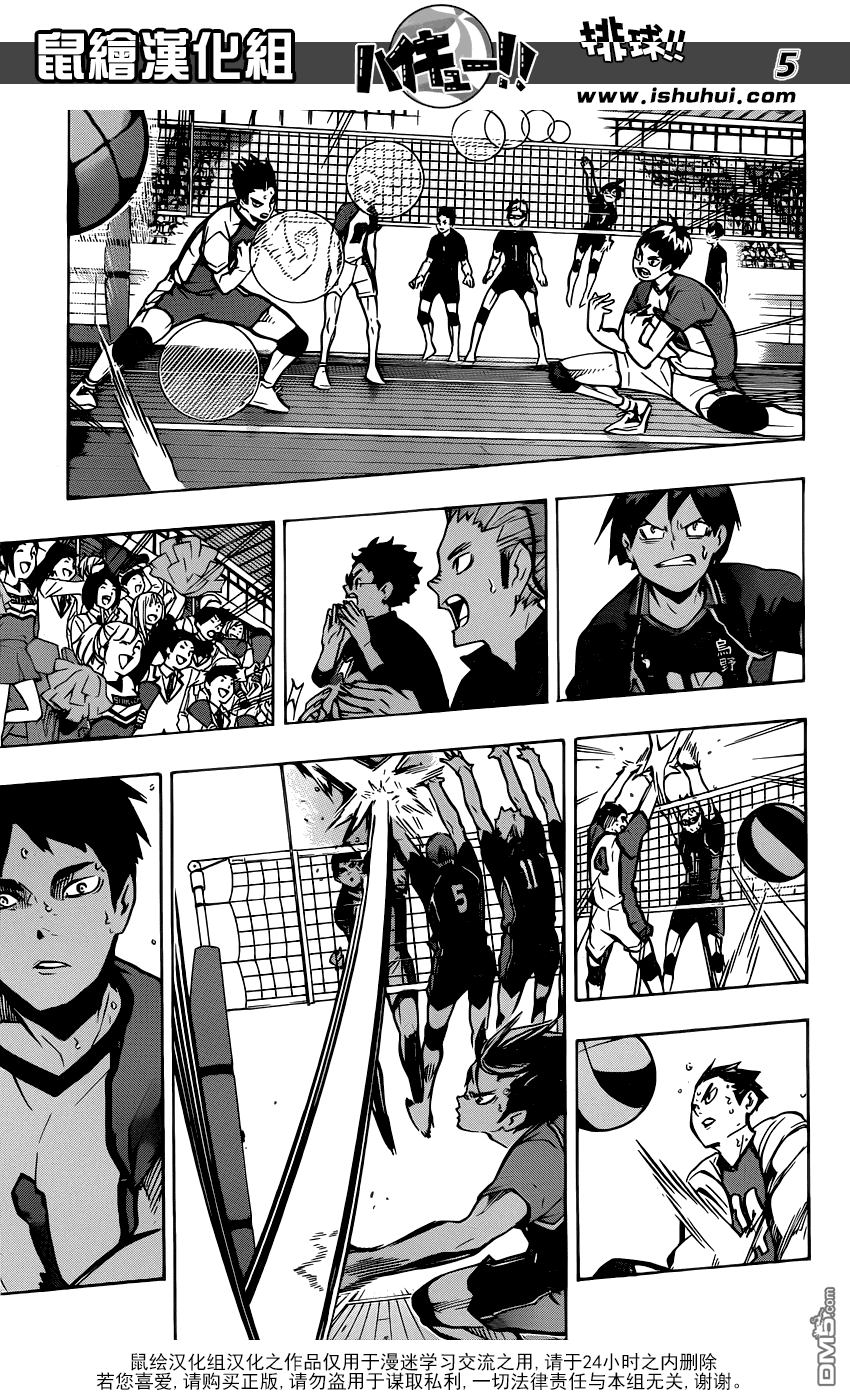 鼠繪漢化組
ハイキュー!!
排球!!
www.ishuhui.com
5
烏野
5
11
DM5.com
鼠绘汉化组汉化之作品仅用于漫迷学习交流之用, 请于24小时之内删除
若您喜爱, 请购买正版, 请勿盗用于谋取私利, 一切法律责任与本组无关, 谢谢。